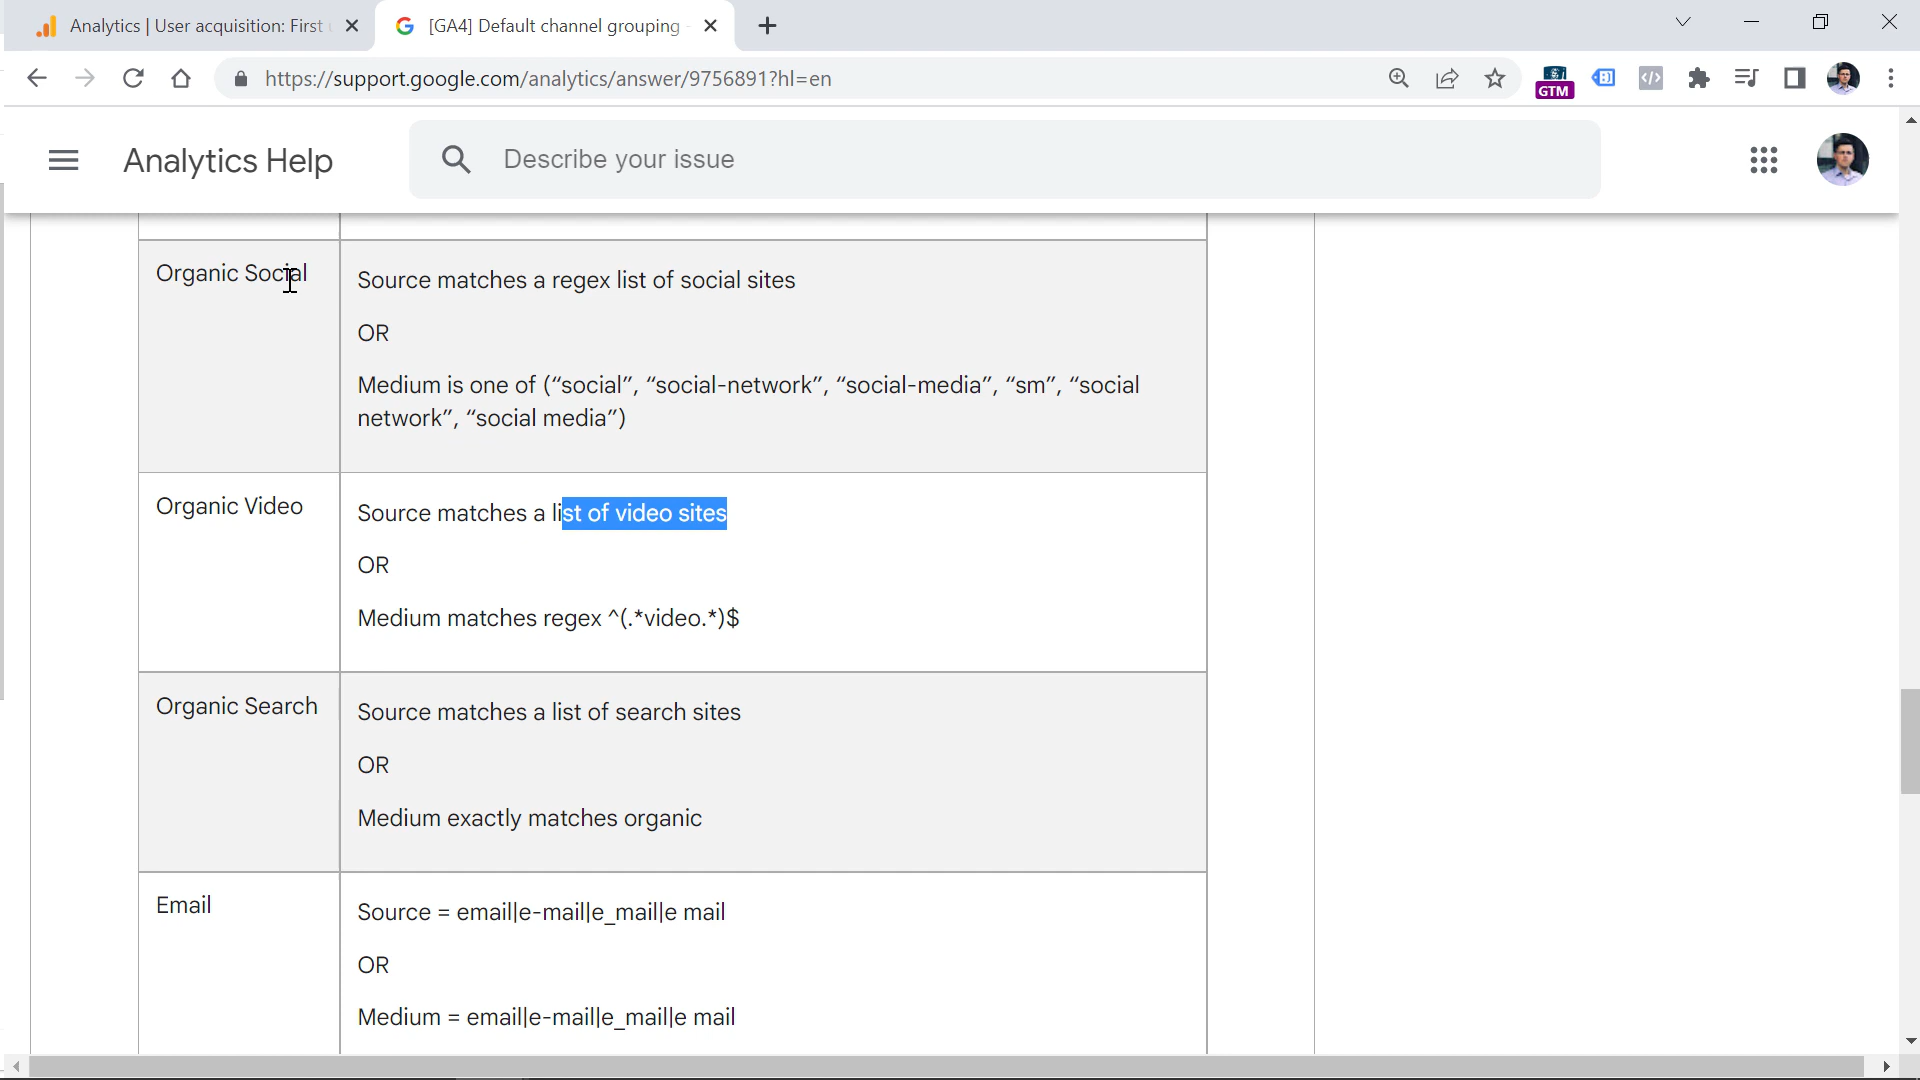 Analytics | User acquisition: First
[GA4] Default channel grouping -
https://support.google.com/analytics/answer/9756891?hl=en
GTM
Analytics Help
Describe your issue
Organic Social
Source matches a regex list of social sites
OR
Medium is one of (“social”, “social-network”, “social-media”, “sm”, “social
network”, “social media”)
Organic Video
Source matches a list of video sites
OR
Medium matches regex ^(.*video.*)$
Organic Search
Source matches a list of search sites
OR
Medium exactly matches organic
Email
Source = email|e-mail|e_mail|e mail
OR
Medium = email|e-mail|e_mail|e mail